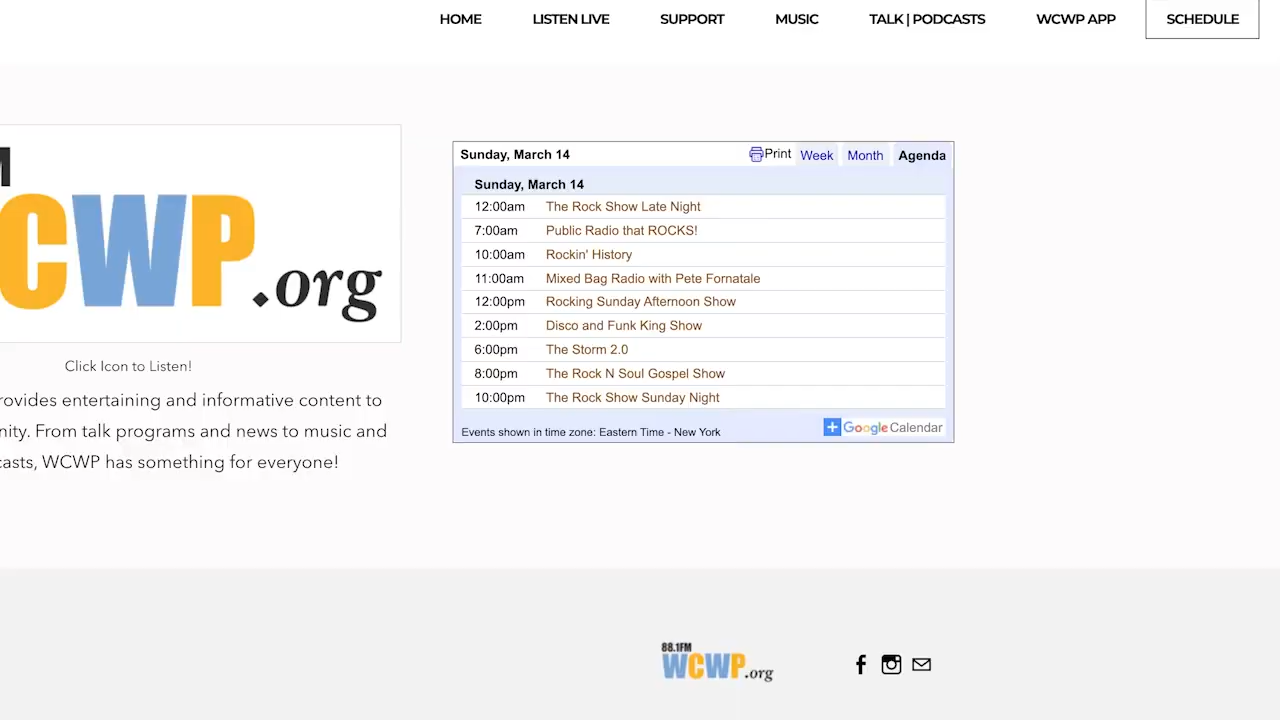 HOME LISTEN LIVE SUPPORT MUSIC TALK | PODCASTS WCWP APP SCHEDULE
M
CWP.org
Click Icon to Listen!
rovides entertaining and informative content to
nity. From talk programs and news to music and
casts, WCWP has something for everyone!
Sunday, March 14 Print Week Month Agenda
Sunday, March 14
12:00am The Rock Show Late Night
7:00am Public Radio that ROCKS!
10:00am Rockin' History
11:00am Mixed Bag Radio with Pete Fornatale
12:00pm Rocking Sunday Afternoon Show
2:00pm Disco and Funk King Show
6:00pm The Storm 2.0
8:00pm The Rock N Soul Gospel Show
10:00pm The Rock Show Sunday Night
Events shown in time zone: Eastern Time - New York
Google Calendar
88.1FM
WCWP.org